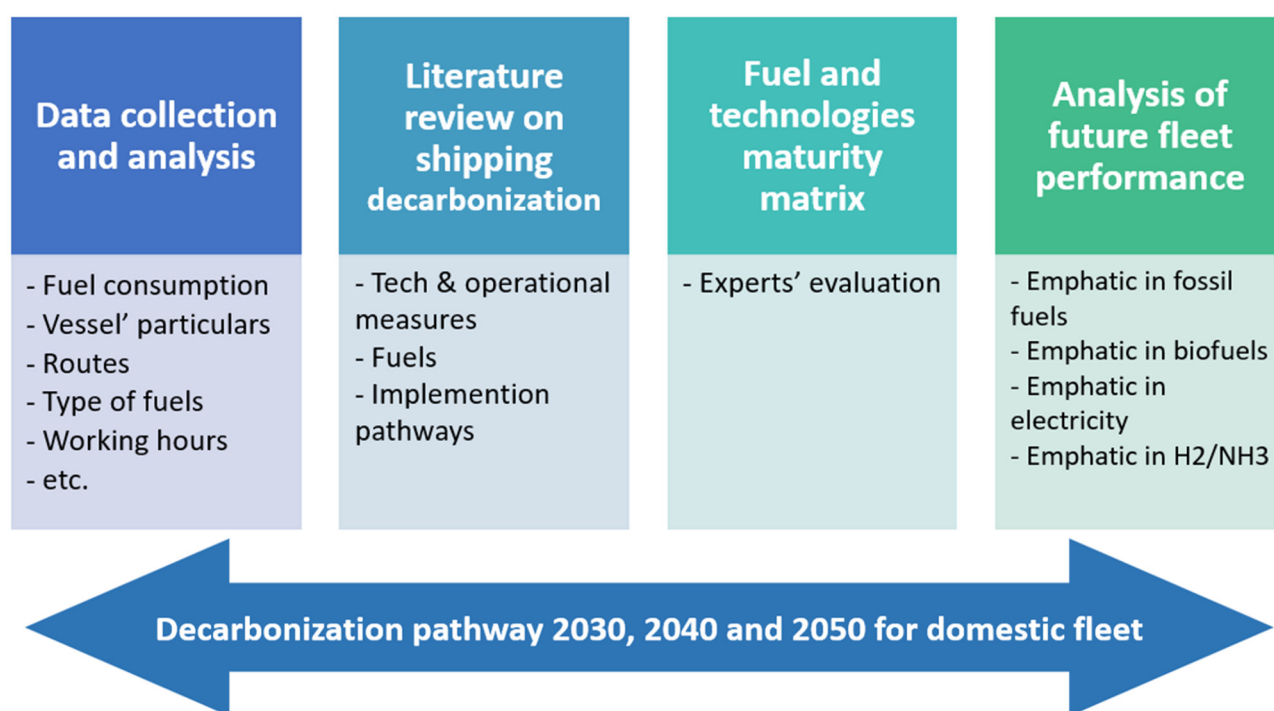 Data collection
and analysis
- Fuel consumption
- Vessel' particulars
- Routes
- Type of fuels
- Working hours
- etc.
Literature
review on
shipping
decarbonization
- Tech & operational
measures
- Fuels
- Implemention
pathways
Fuel and
technologies
maturity
matrix
- Experts' evaluation
Analysis of
future fleet
performance
- Emphatic in fossil
fuels
- Emphatic in biofuels
- Emphatic in
electricity
- Emphatic in H2/NH3
Decarbonization pathway 2030, 2040 and 2050 for domestic fleet